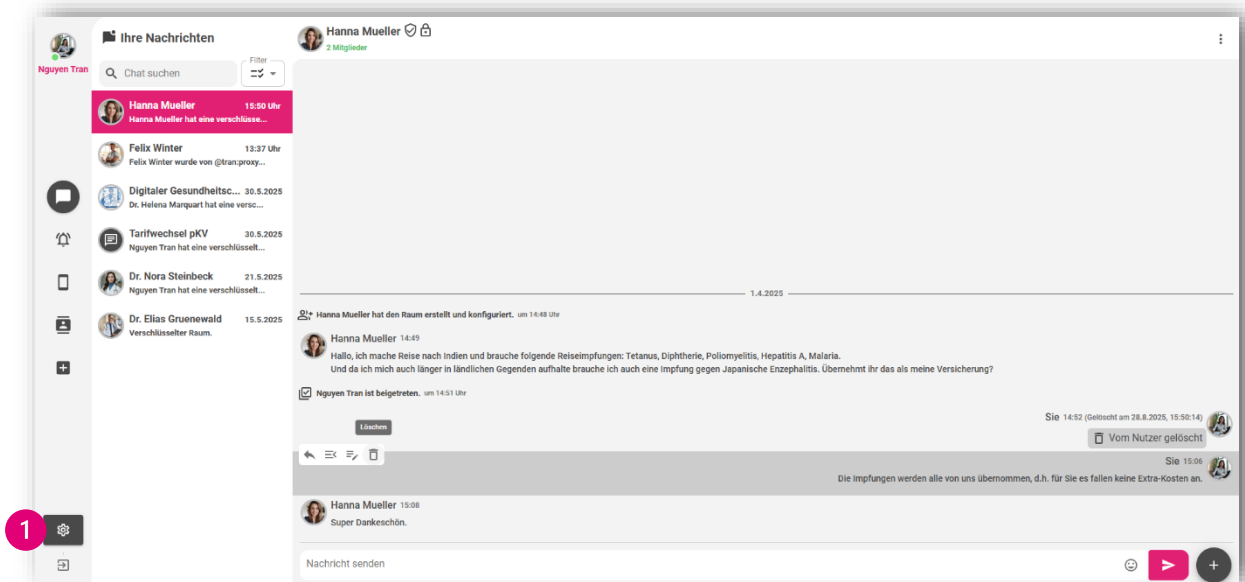 Nguyen Tran
Ihre Nachrichten
Chat suchen
Filter
Hanna Mueller 15:50 Uhr
Hanna Mueller hat eine verschlüsse...
Felix Winter 13:37 Uhr
Felix Winter wurde von @tran:proxy...
Digitaler Gesundheitsc... 30.5.2025
Dr. Helena Marquart hat eine versc...
Tarifwechsel pKV 30.5.2025
Nguyen Tran hat eine verschlüsselt...
Dr. Nora Steinbeck 21.5.2025
Nguyen Tran hat eine verschlüsselt...
Dr. Elias Gruenewald 15.5.2025
Verschlüsselter Raum.
1
Hanna Mueller
2 Mitglieder
1.4.2025
Hanna Mueller hat den Raum erstellt und konfiguriert. um 14:48 Uhr
Hanna Mueller 14:49
Hallo, ich mache Reise nach Indien und brauche folgende Reiseimpfungen: Tetanus, Diphtherie, Poliomyelitis, Hepatitis A, Malaria.
Und da ich mich auch länger in ländlichen Gegenden aufhalte brauche ich auch eine Impfung gegen Japanische Enzephalitis. Übernehmt ihr das als meine Versicherung?
Nguyen Tran ist beigetreten. um 14:51 Uhr
Sie 14:52 (Gelöscht am 28.8.2025, 15:50:14)
Vom Nutzer gelöscht
Löschen
Sie 15:06
Die Impfungen werden alle von uns übernommen, d.h. für Sie es fallen keine Extra-Kosten an.
Hanna Mueller 15:08
Super Dankeschön.
Nachricht senden